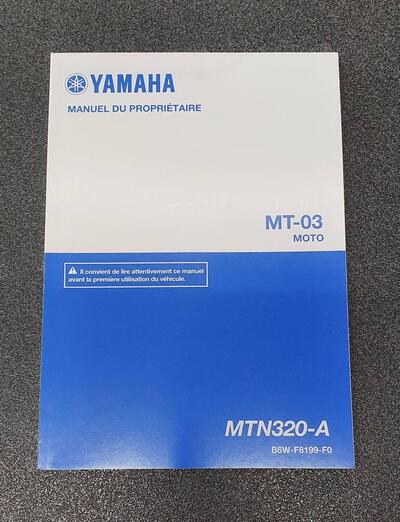 YAMAHA
MANUEL DU PROPRIÉTAIRE
MT-03
MOTO
Il convient de lire attentivement ce manuel
avant la première utilisation du véhicule.
MTN320-A
B6W-F8199-F0